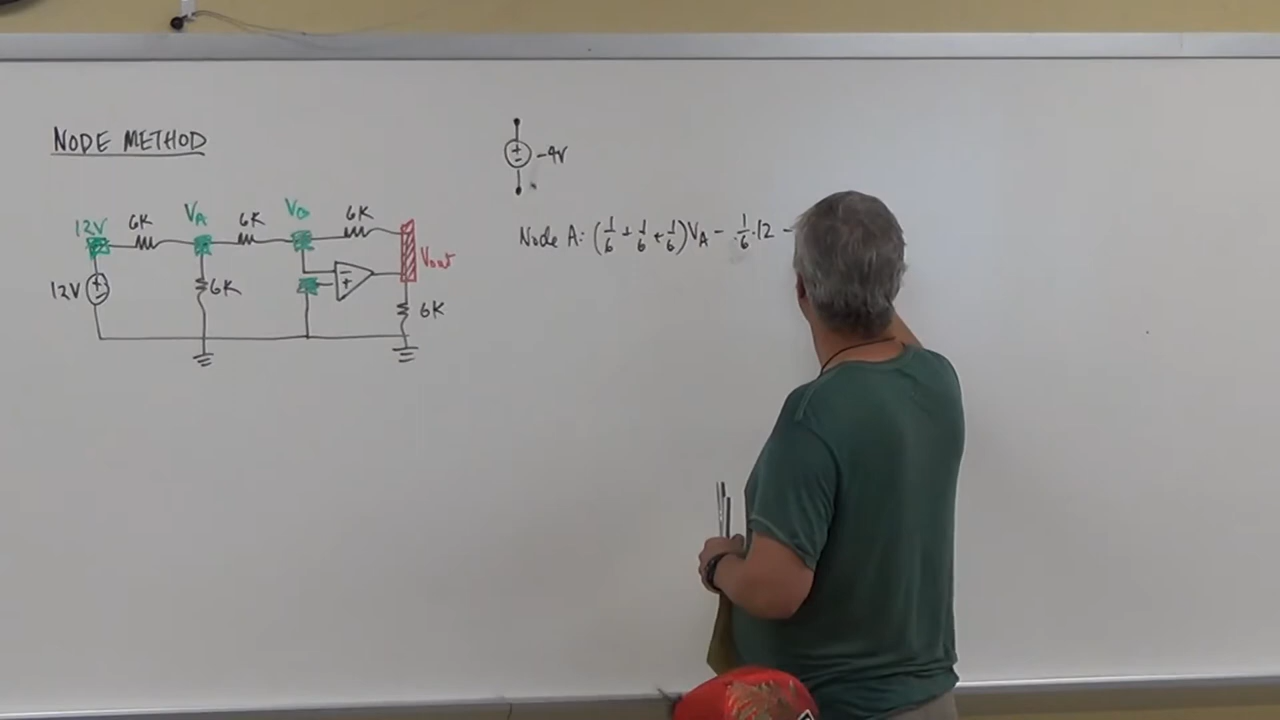 NODE METHOD
-4V
12V 6K VA 6K VO 6K
Node A: (1/6 + 1/6 + 1/6)VA - 1/6 · 12 -
Vout
12V + - 6K - + 6K